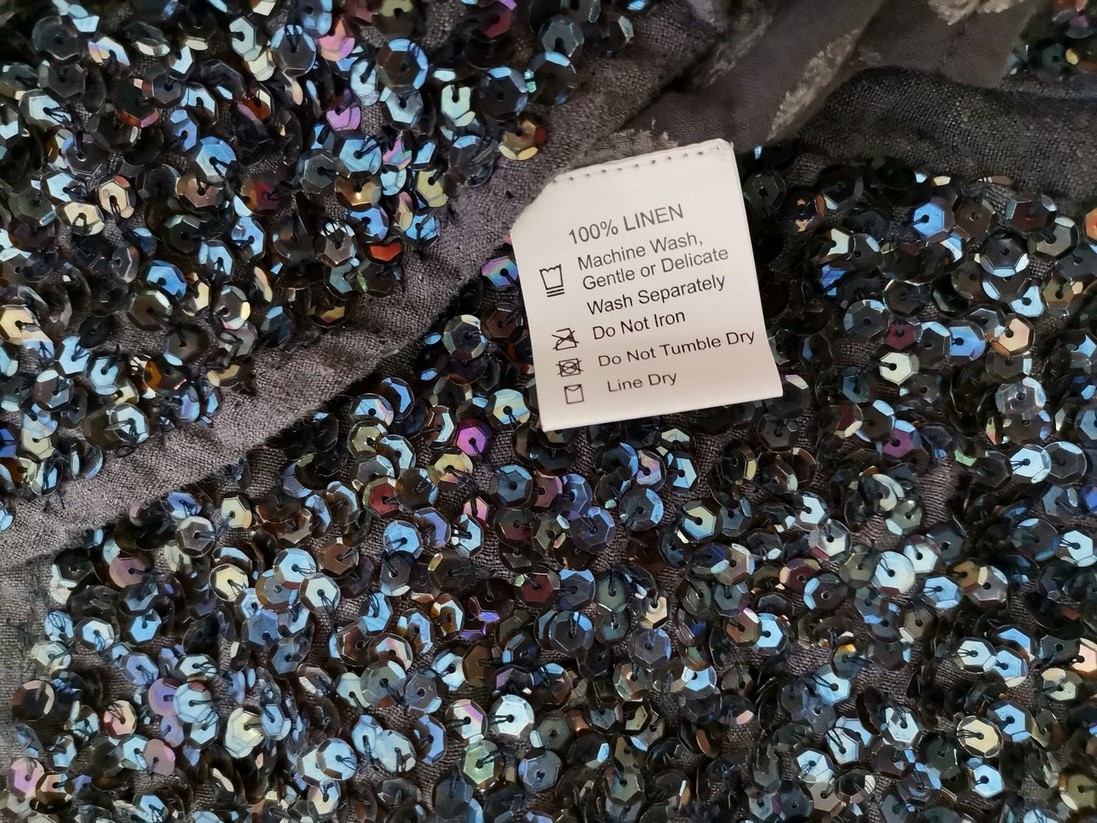 100% LINEN
Machine Wash,
Gentle or Delicate
Wash Separately
Do Not Iron
Do Not Tumble Dry
Line Dry